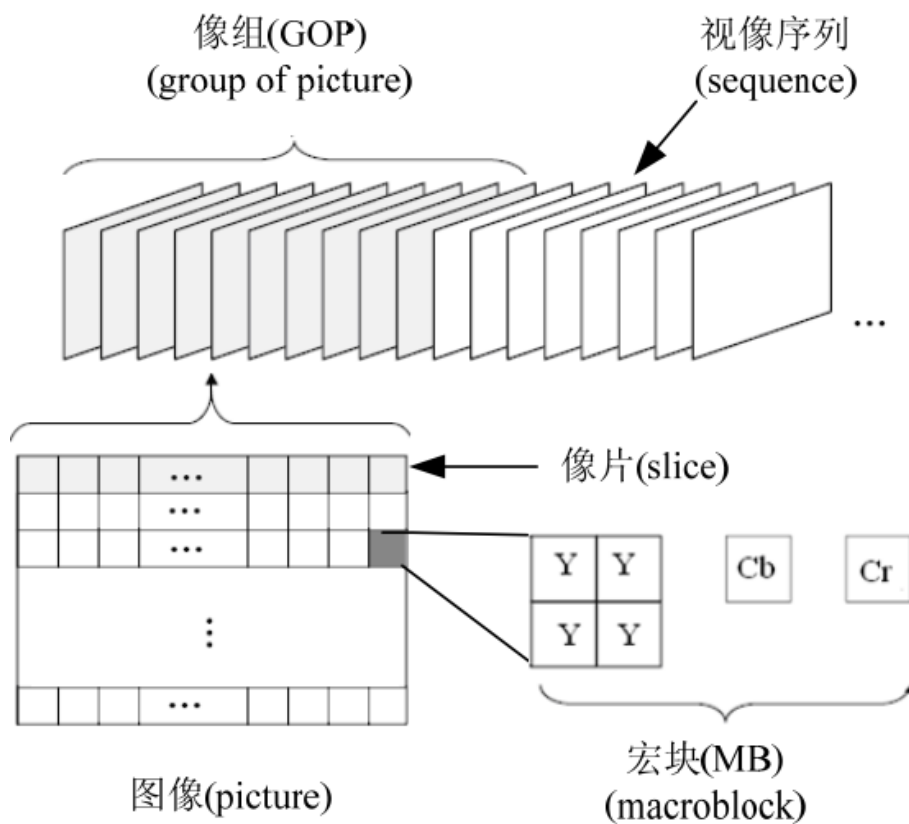 像组(GOP)
(group of picture)
视像序列
(sequence)
...
像片(slice)
...
...
...
Y Y Cb Cr
Y Y
⋮
...
图像(picture)
宏块(MB)
(macroblock)